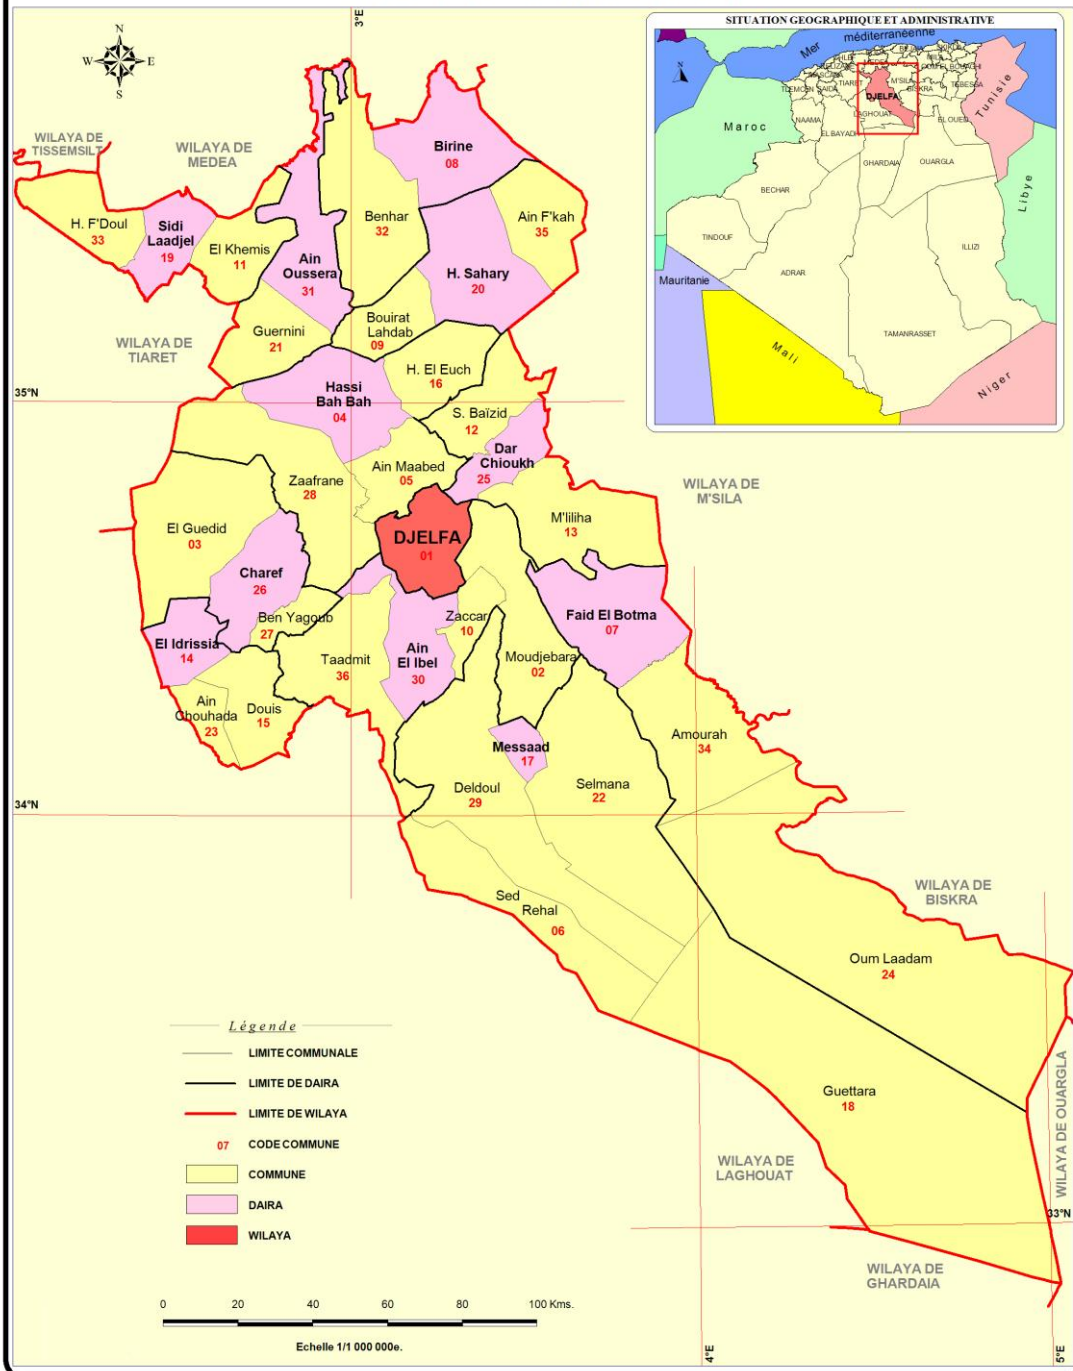 SITUATION GEOGRAPHIQUE ET ADMINISTRATIVE
Mer méditerranéenne
N
Maroc
Tunisie
Libye
Mauritanie
Mali
Niger
TLEMCEN
SAIDA
TIARET
M'SILA
BISKRA
TEBESSA
DJELFA
NAAMA
LAGHOUAT
EL OUED
EL BAYADH
GHARDAIA
OUARGLA
BECHAR
TINDOUF
ADRAR
ILLIZI
TAMANRASSET
N
W
E
S
3°E
WILAYA DE
TISSEMSILT
WILAYA DE
MEDEA
Birine
08
H. F'Doul
33
Sidi
Laadjel
19
El Khemis
11
Ain
Oussera
31
Benhar
32
Ain F'kah
35
H. Sahary
20
Guernini
21
Bouirat
Lahdab
09
WILAYA DE
TIARET
H. El Euch
16
35°N
Hassi
Bah Bah
04
S. Baïzid
12
Dar
Chioukh
25
Ain Maabed
05
Zaafrane
28
WILAYA DE
M'SILA
El Guedid
03
M'liliha
13
DJELFA
01
Charef
26
Ben Yagoub
27
Zaccar
10
Faid El Botma
07
El Idrissia
14
Taadmit
36
Ain
El Ibel
30
Moudjebara
02
Ain
Chouhada
23
Douis
15
Messaad
17
Amourah
34
Deldoul
29
Selmana
22
34°N
Sed
Rehal
06
WILAYA DE
BISKRA
Oum Laadam
24
Guettara
18
WILAYA DE OUARGLA
WILAYA DE
LAGHOUAT
33°N
WILAYA DE
GHARDAIA
Légende
LIMITE COMMUNALE
LIMITE DE DAIRA
LIMITE DE WILAYA
07 CODE COMMUNE
COMMUNE
DAIRA
WILAYA
0 20 40 60 80 100 Kms.
Echelle 1/1 000 000e.
4°E
5°E